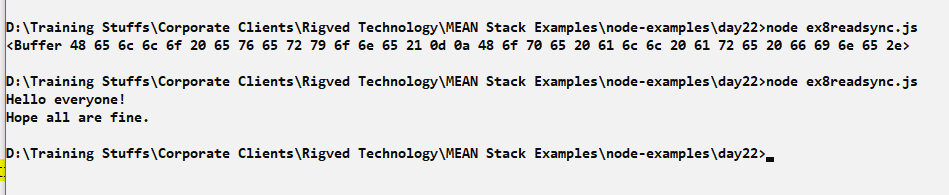 D:\Training Stuffs\Corporate Clients\Rigved Technology\MEAN Stack Examples\node-examples\day22>node ex8readsync.js
<Buffer 48 65 6c 6c 6f 20 65 76 65 72 79 6f 6e 65 21 0d 0a 48 6f 70 65 20 61 6c 6c 20 61 72 65 20 66 69 6e 65 2e>
D:\Training Stuffs\Corporate Clients\Rigved Technology\MEAN Stack Examples\node-examples\day22>node ex8readsync.js
Hello everyone!
Hope all are fine.
D:\Training Stuffs\Corporate Clients\Rigved Technology\MEAN Stack Examples\node-examples\day22>